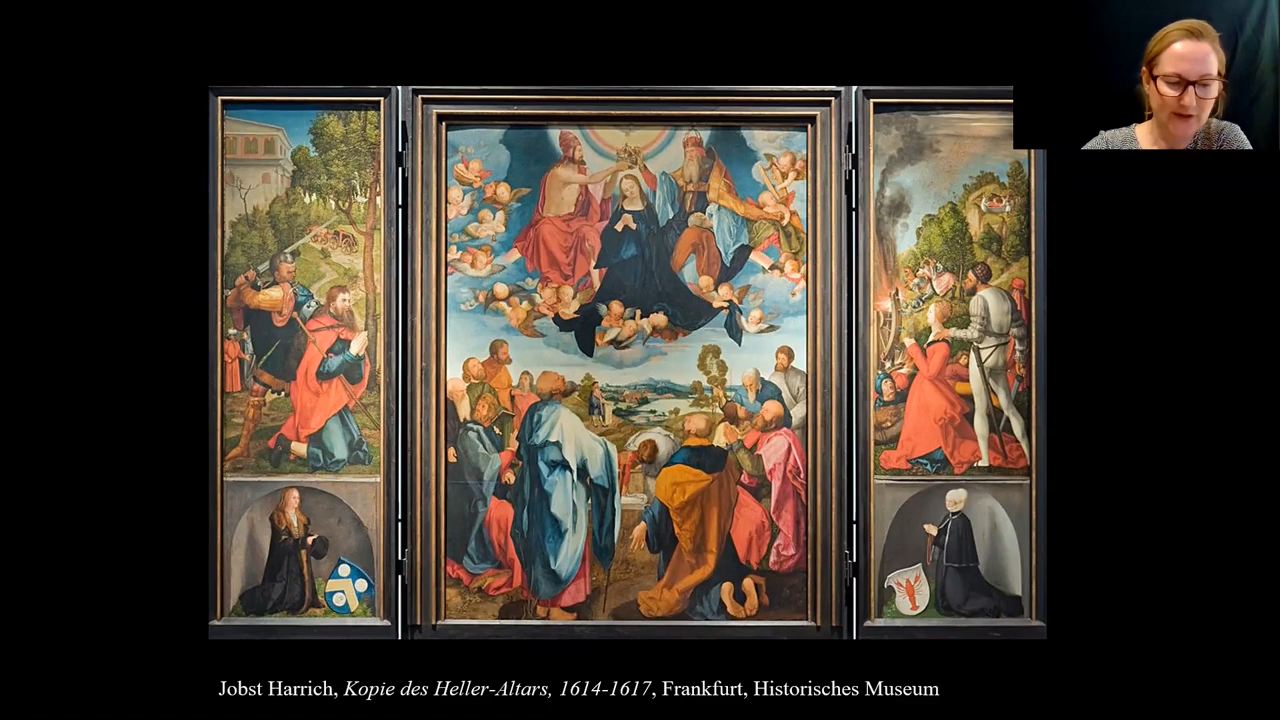 Jobst Harrich, Kopie des Heller-Altars, 1614-1617, Frankfurt, Historisches Museum